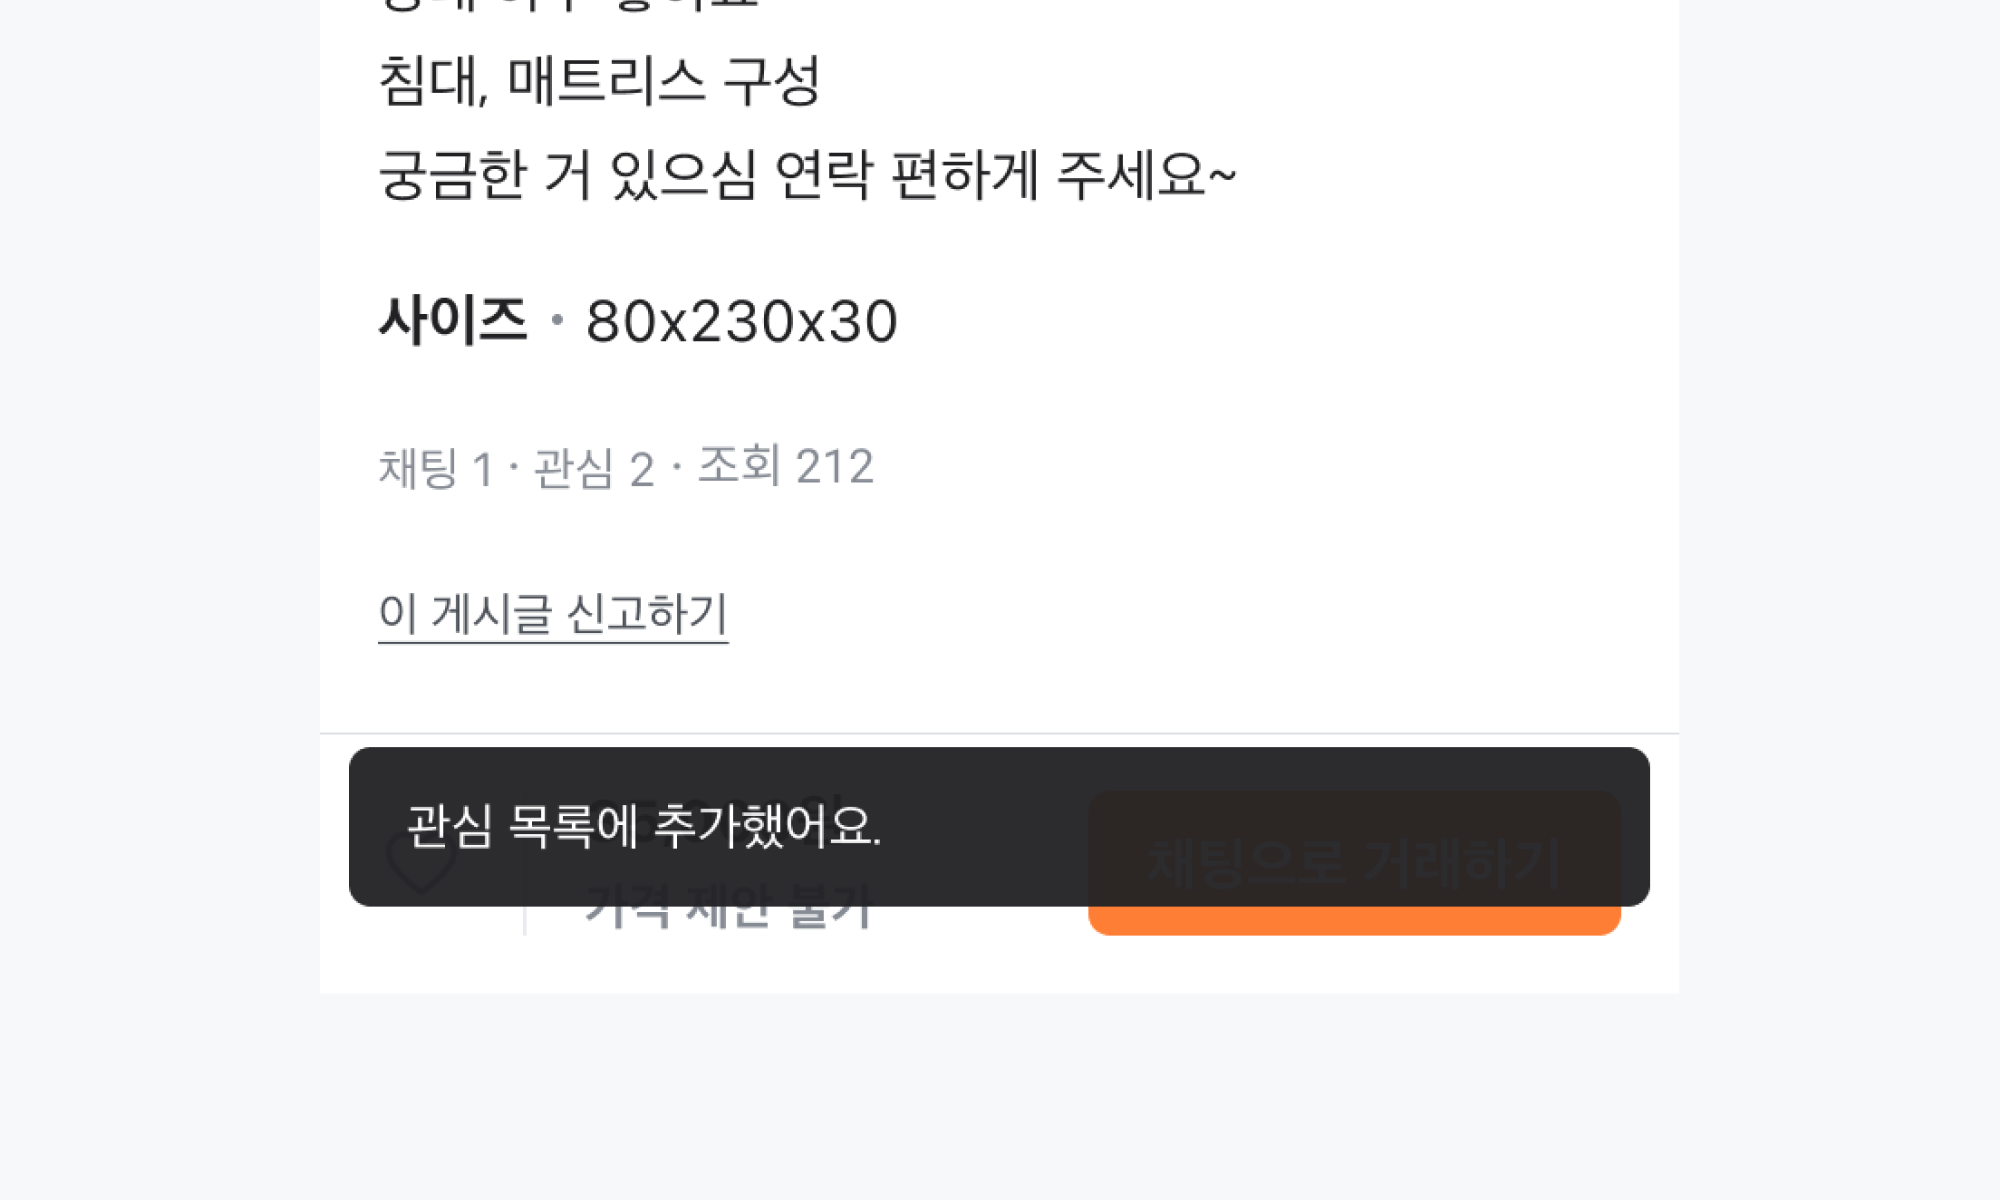 침대, 매트리스 구성
궁금한 거 있으심 연락 편하게 주세요~
사이즈 · 80x230x30
채팅 1 · 관심 2 · 조회 212
이 게시글 신고하기
관심 목록에 추가했어요.
채팅으로 거래하기
가격 제안 불가